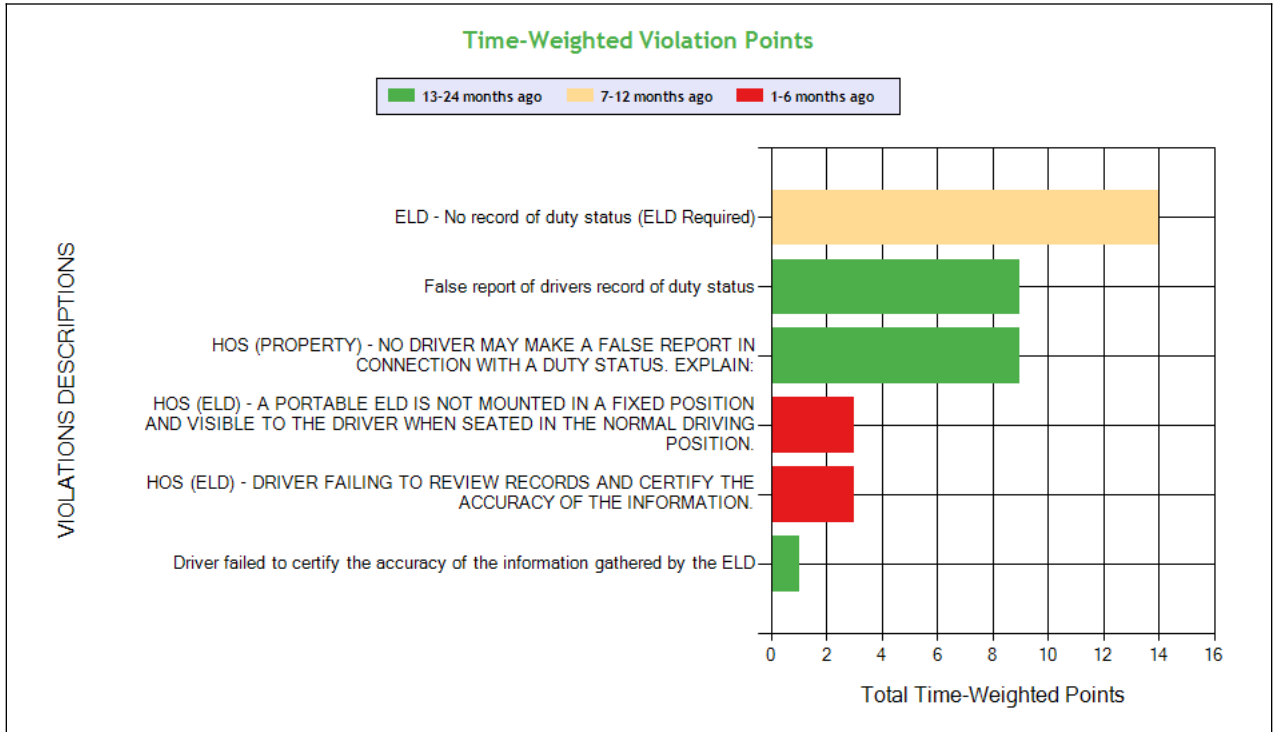 Time-Weighted Violation Points
13-24 months ago 7-12 months ago 1-6 months ago
VIOLATIONS DESCRIPTIONS
ELD - No record of duty status (ELD Required)
False report of drivers record of duty status
HOS (PROPERTY) - NO DRIVER MAY MAKE A FALSE REPORT IN
CONNECTION WITH A DUTY STATUS. EXPLAIN:
HOS (ELD) - A PORTABLE ELD IS NOT MOUNTED IN A FIXED POSITION
AND VISIBLE TO THE DRIVER WHEN SEATED IN THE NORMAL DRIVING
POSITION.
HOS (ELD) - DRIVER FAILING TO REVIEW RECORDS AND CERTIFY THE
ACCURACY OF THE INFORMATION.
Driver failed to certify the accuracy of the information gathered by the ELD
0 2 4 6 8 10 12 14 16
Total Time-Weighted Points